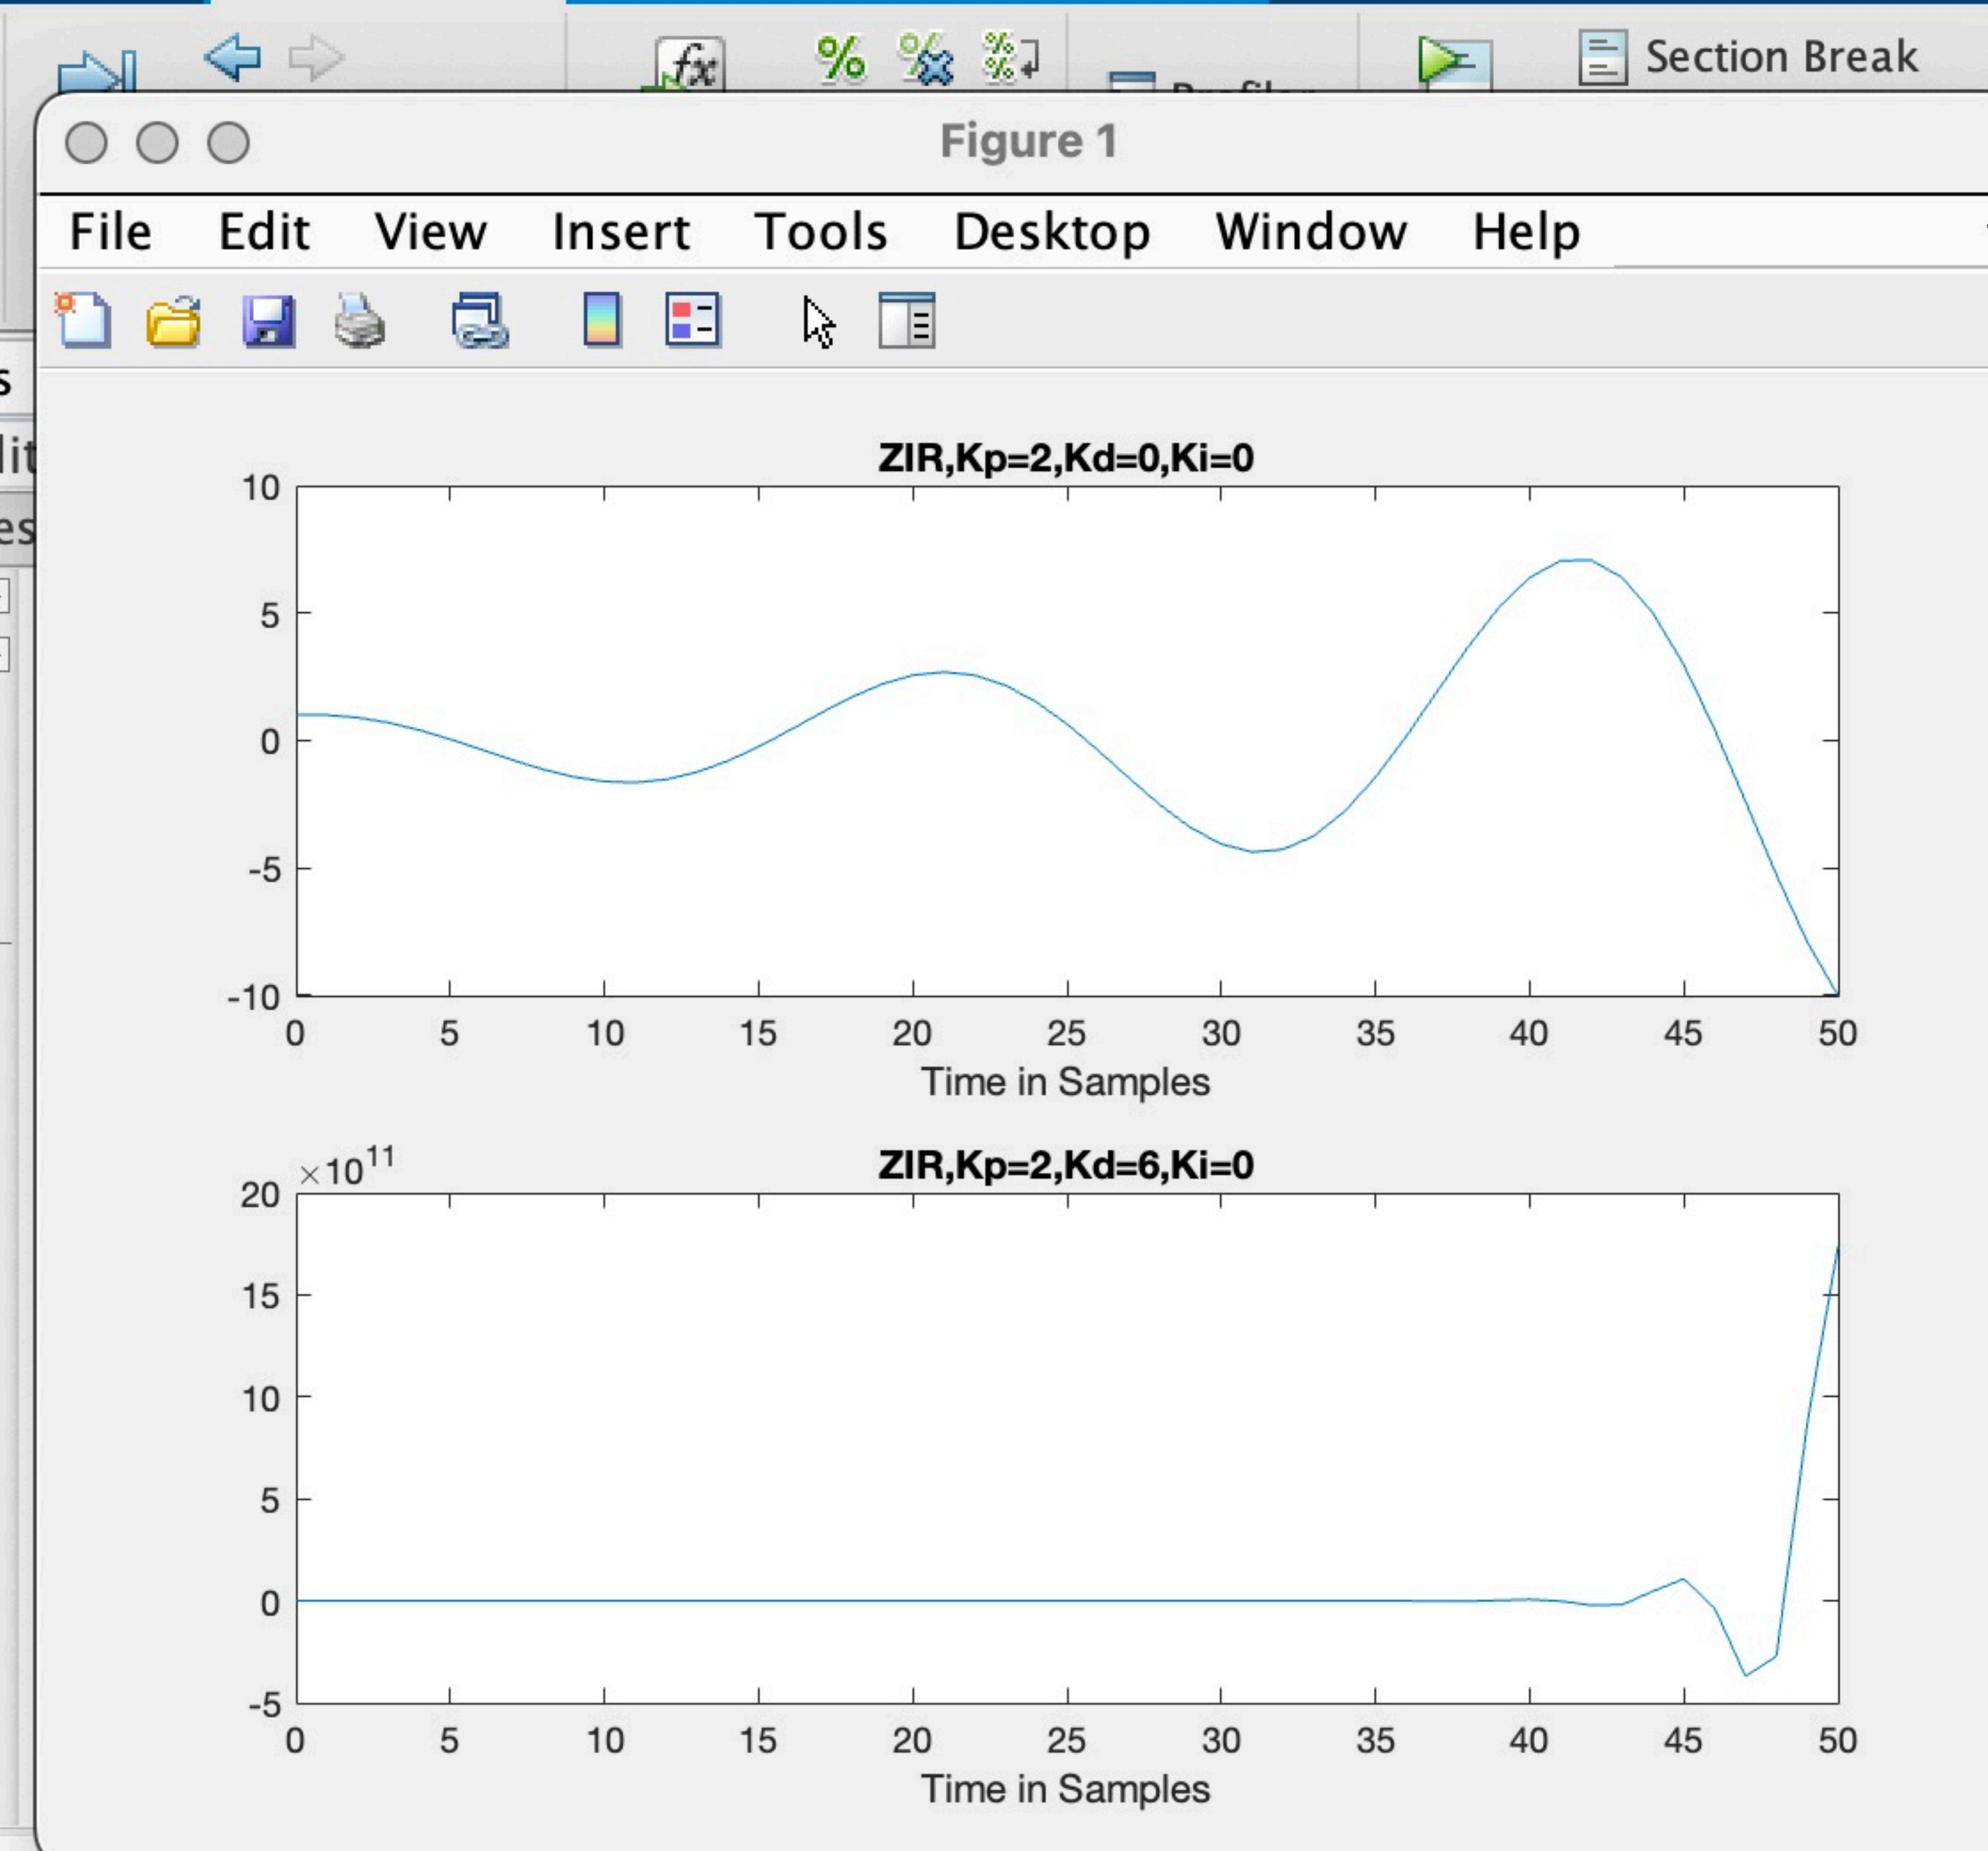 Section Break
Figure 1
File Edit View Insert Tools Desktop Window Help
ZIR,Kp=2,Kd=0,Ki=0
10
5
0
-5
-10
0 5 10 15 20 25 30 35 40 45 50
Time in Samples
×10^11
ZIR,Kp=2,Kd=6,Ki=0
20
15
10
5
0
-5
0 5 10 15 20 25 30 35 40 45 50
Time in Samples